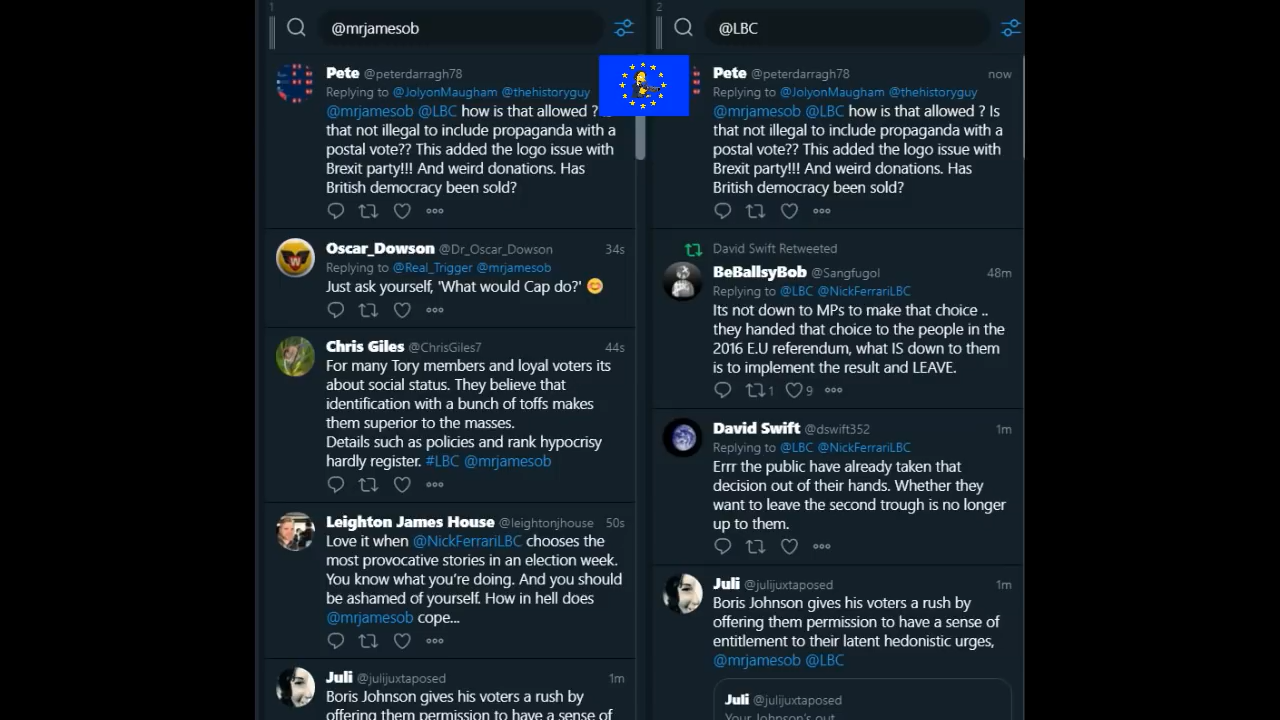 1
@mrjamesob
Pete @peterdarragh78
Replying to @JolyonMaugham @thehistoryguy
@mrjamesob @LBC how is that allowed ?
that not illegal to include propaganda with a
postal vote?? This added the logo issue with
Brexit party!!! And weird donations. Has
British democracy been sold?
Oscar_Dowson @Dr_Oscar_Dowson 34s
Replying to @Real_Trigger @mrjamesob
Just ask yourself, 'What would Cap do?' 😊
Chris Giles @ChrisGiles7 44s
For many Tory members and loyal voters its
about social status. They believe that
identification with a bunch of toffs makes
them superior to the masses.
Details such as policies and rank hypocrisy
hardly register. #LBC @mrjamesob
Leighton James House @leightonjhouse 50s
Love it when @NickFerrariLBC chooses the
most provocative stories in an election week.
You know what you're doing. And you should
be ashamed of yourself. How in hell does
@mrjamesob cope...
Juli @julijuxtaposed 1m
Boris Johnson gives his voters a rush by
offering them permission to have a sense of
2
@LBC
Pete @peterdarragh78 now
Replying to @JolyonMaugham @thehistoryguy
@mrjamesob @LBC how is that allowed ? Is
that not illegal to include propaganda with a
postal vote?? This added the logo issue with
Brexit party!!! And weird donations. Has
British democracy been sold?
David Swift Retweeted
BeBallsyBob @Sangfugol 48m
Replying to @LBC @NickFerrariLBC
Its not down to MPs to make that choice ..
they handed that choice to the people in the
2016 E.U referendum, what IS down to them
is to implement the result and LEAVE.
1 9
David Swift @dswift352 1m
Replying to @LBC @NickFerrariLBC
Errr the public have already taken that
decision out of their hands. Whether they
want to leave the second trough is no longer
up to them.
Juli @julijuxtaposed 1m
Boris Johnson gives his voters a rush by
offering them permission to have a sense of
entitlement to their latent hedonistic urges,
@mrjamesob @LBC
Juli @julijuxtaposed
Your Johnson's out